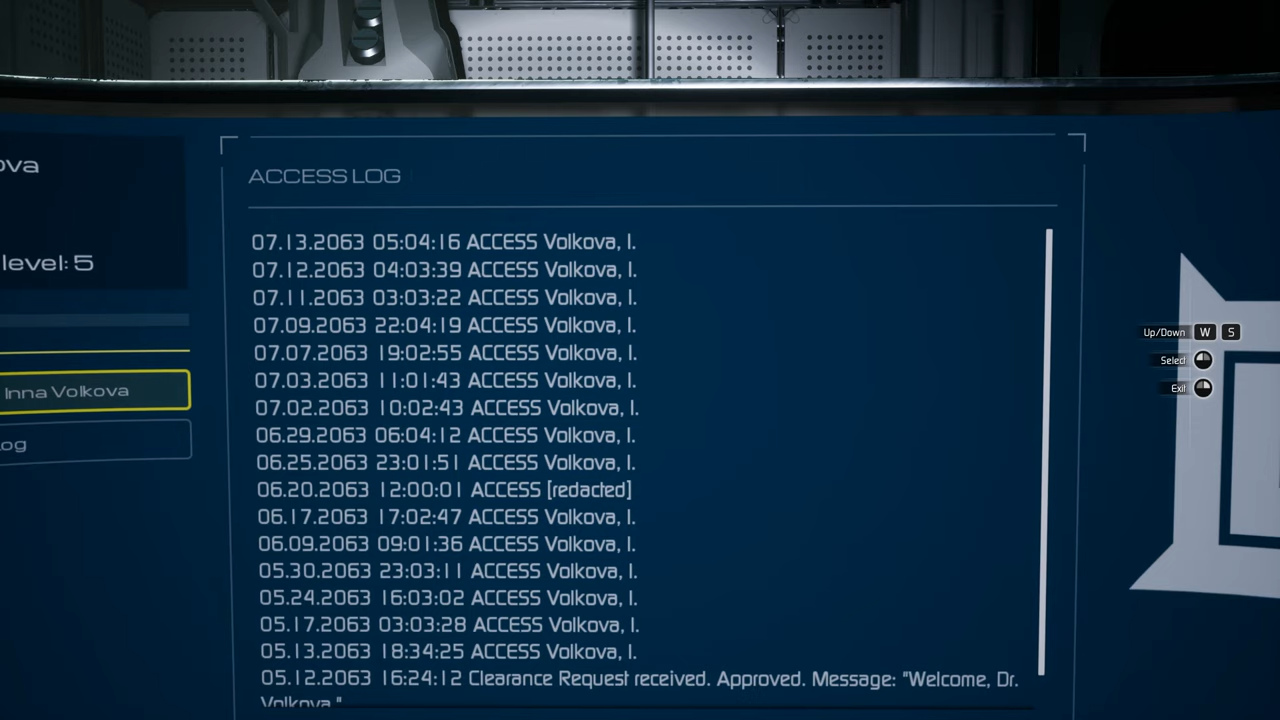 ova
level: 5
Inna Volkova
og
ACCESS LOG
07.13.2063 05:04:16 ACCESS Volkova, I.
07.12.2063 04:03:39 ACCESS Volkova, I.
07.11.2063 03:03:22 ACCESS Volkova, I.
07.09.2063 22:04:19 ACCESS Volkova, I.
07.07.2063 19:02:55 ACCESS Volkova, I.
07.03.2063 11:01:43 ACCESS Volkova, I.
07.02.2063 10:02:43 ACCESS Volkova, I.
06.29.2063 06:04:12 ACCESS Volkova, I.
06.25.2063 23:01:51 ACCESS Volkova, I.
06.20.2063 12:00:01 ACCESS [redacted]
06.17.2063 17:02:47 ACCESS Volkova, I.
06.09.2063 09:01:36 ACCESS Volkova, I.
05.30.2063 23:03:11 ACCESS Volkova, I.
05.24.2063 16:03:02 ACCESS Volkova, I.
05.17.2063 03:03:28 ACCESS Volkova, I.
05.13.2063 18:34:25 ACCESS Volkova, I.
05.12.2063 16:24:12 Clearance Request received. Approved. Message: "Welcome, Dr.
Volkova."
Up/Down W S
Select
Exit